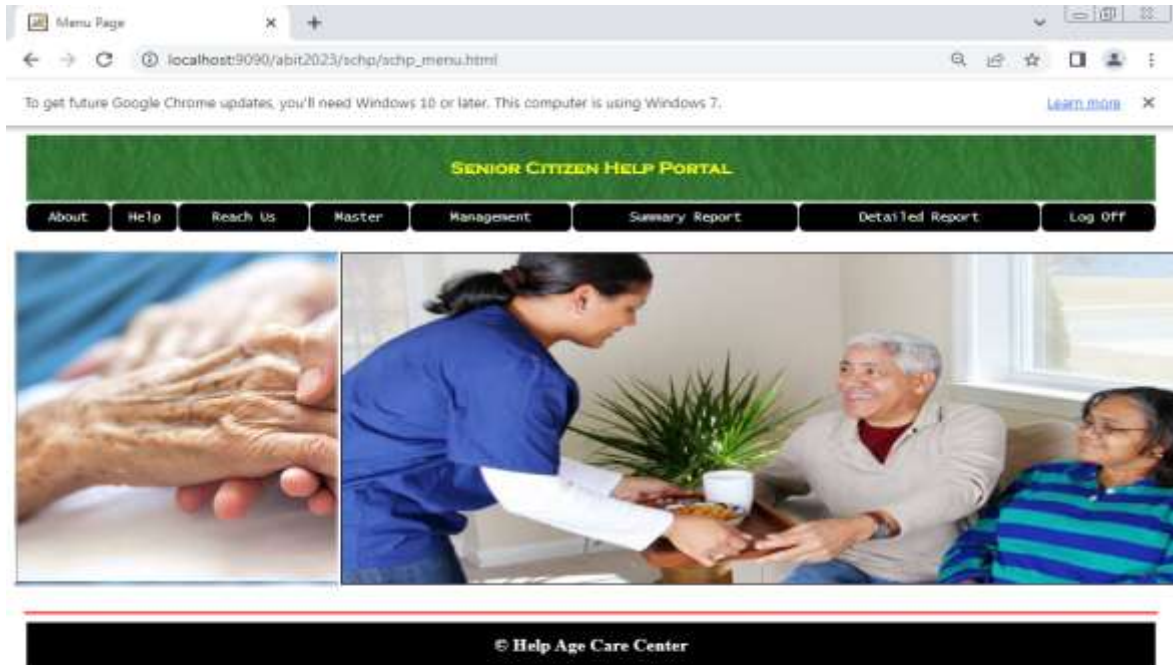 Menu Page
localhost:9090/abit2023/schp/schp_menu.html
To get future Google Chrome updates, you'll need Windows 10 or later. This computer is using Windows 7. Learn more
SENIOR CITIZEN HELP PORTAL
About Help Reach Us Master Management Summary Report Detailed Report Log Off
© Help Age Care Center